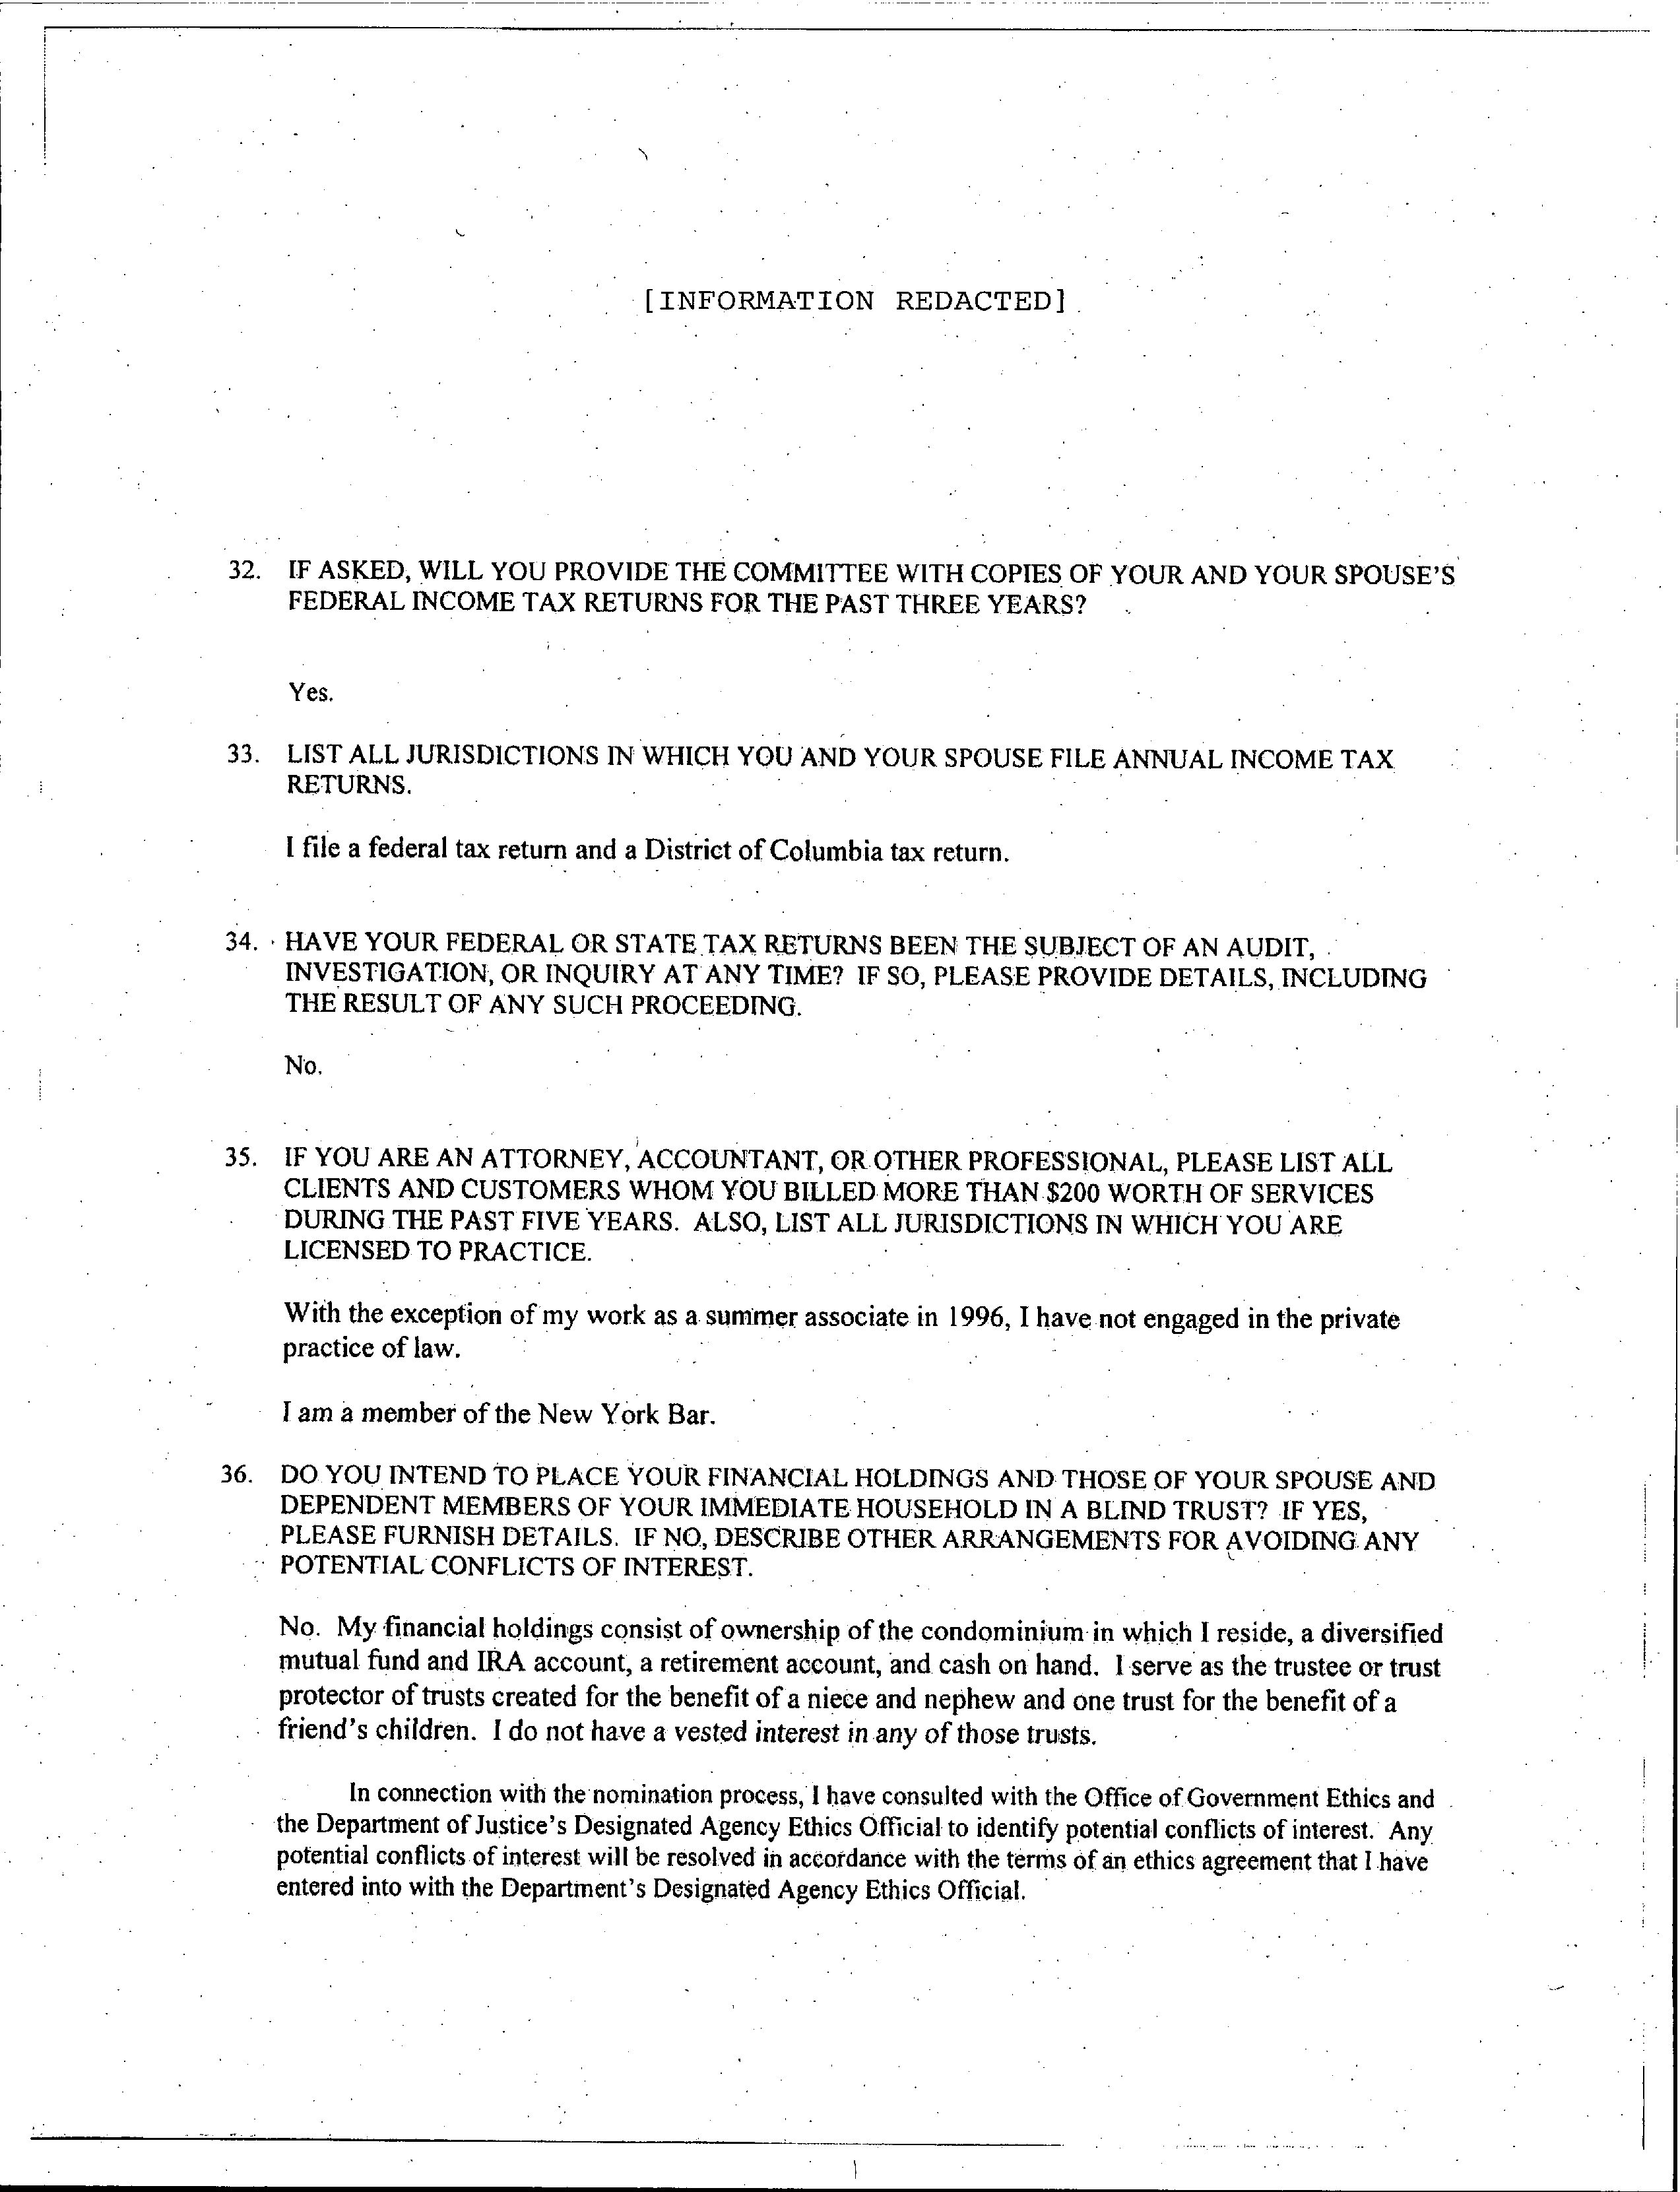 [INFORMATION REDACTED]
32. IF ASKED, WILL YOU PROVIDE THE COMMITTEE WITH COPIES OF YOUR AND YOUR SPOUSE'S
FEDERAL INCOME TAX RETURNS FOR THE PAST THREE YEARS?
Yes.
33. LIST ALL JURISDICTIONS IN WHICH YOU AND YOUR SPOUSE FILE ANNUAL INCOME TAX
RETURNS.
I file a federal tax return and a District of Columbia tax return.
34. HAVE YOUR FEDERAL OR STATE TAX RETURNS BEEN THE SUBJECT OF AN AUDIT,
INVESTIGATION, OR INQUIRY AT ANY TIME? IF SO, PLEASE PROVIDE DETAILS, INCLUDING
THE RESULT OF ANY SUCH PROCEEDING.
No.
35. IF YOU ARE AN ATTORNEY, ACCOUNTANT, OR OTHER PROFESSIONAL, PLEASE LIST ALL
CLIENTS AND CUSTOMERS WHOM YOU BILLED MORE THAN $200 WORTH OF SERVICES
DURING THE PAST FIVE YEARS. ALSO, LIST ALL JURISDICTIONS IN WHICH YOU ARE
LICENSED TO PRACTICE.
With the exception of my work as a summer associate in 1996, I have not engaged in the private
practice of law.
I am a member of the New York Bar.
36. DO YOU INTEND TO PLACE YOUR FINANCIAL HOLDINGS AND THOSE OF YOUR SPOUSE AND
DEPENDENT MEMBERS OF YOUR IMMEDIATE HOUSEHOLD IN A BLIND TRUST? IF YES,
PLEASE FURNISH DETAILS. IF NO, DESCRIBE OTHER ARRANGEMENTS FOR AVOIDING ANY
POTENTIAL CONFLICTS OF INTEREST.
No. My financial holdings consist of ownership of the condominium in which I reside, a diversified
mutual fund and IRA account, a retirement account, and cash on hand. I serve as the trustee or trust
protector of trusts created for the benefit of a niece and nephew and one trust for the benefit of a
friend's children. I do not have a vested interest in any of those trusts.
In connection with the nomination process, I have consulted with the Office of Government Ethics and
the Department of Justice's Designated Agency Ethics Official to identify potential conflicts of interest. Any
potential conflicts of interest will be resolved in accordance with the terms of an ethics agreement that I have
entered into with the Department's Designated Agency Ethics Official.